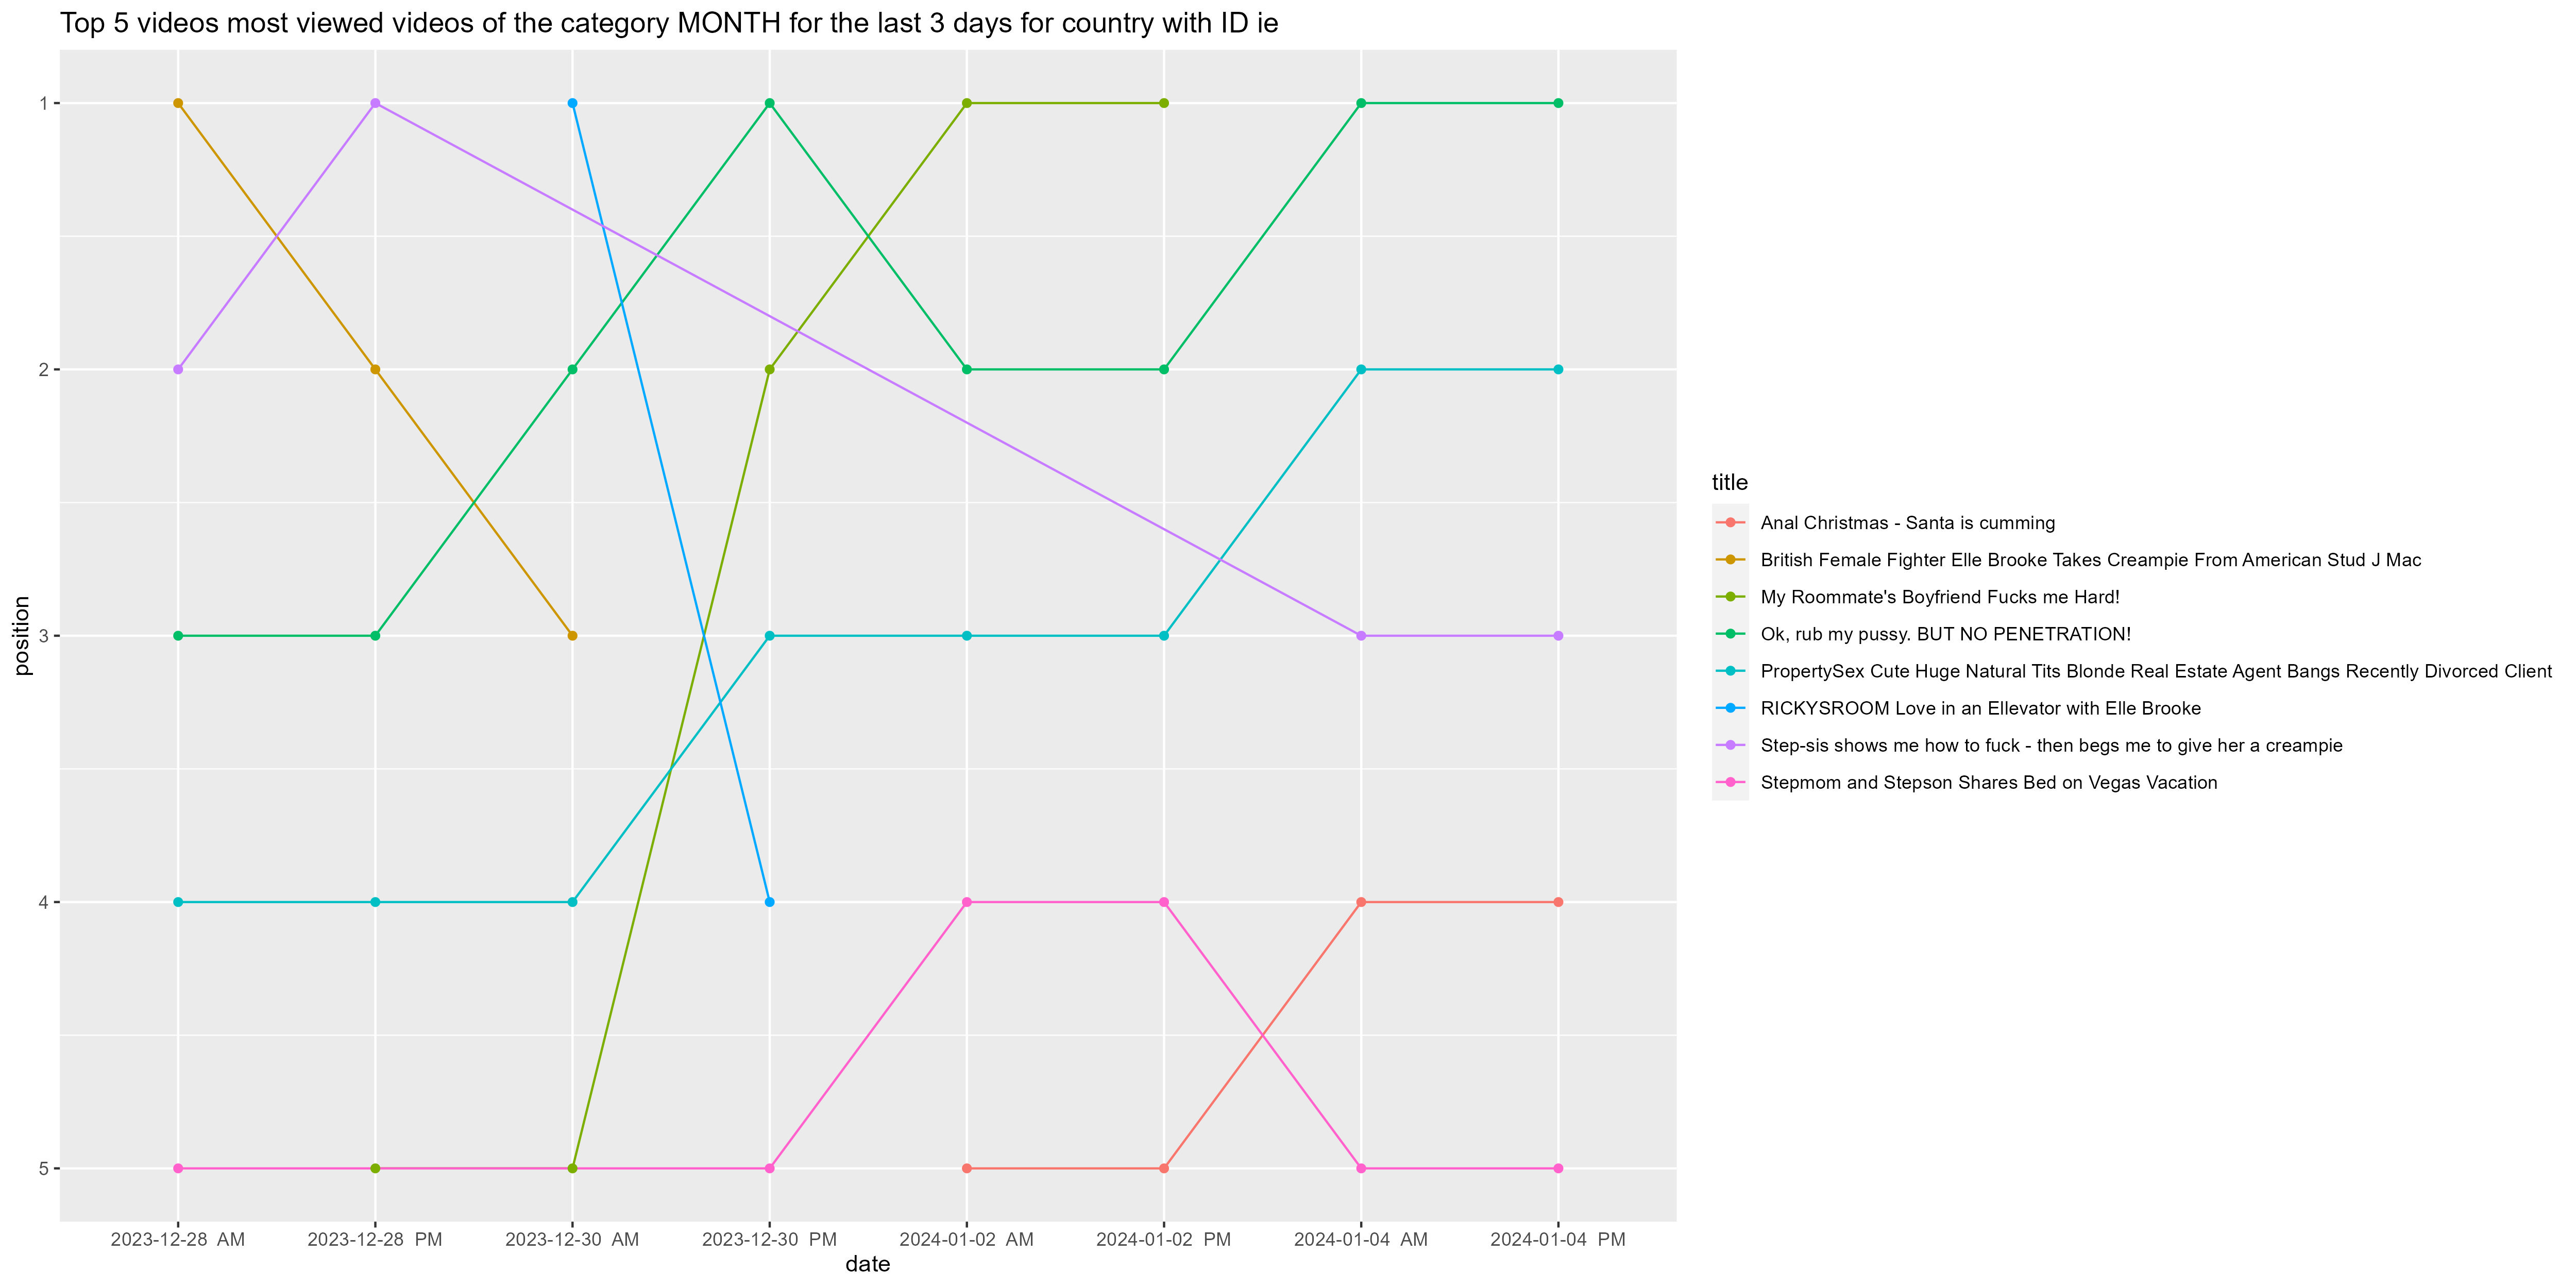 Top 5 videos most viewed videos of the category MONTH for the last 3 days for country with ID ie
position
1
2
3
4
5
2023-12-28 AM
2023-12-28 PM
2023-12-30 AM
2023-12-30 PM
2024-01-02 AM
2024-01-02 PM
2024-01-04 AM
2024-01-04 PM
date
title
Anal Christmas - Santa is cumming
British Female Fighter Elle Brooke Takes Creampie From American Stud J Mac
My Roommate's Boyfriend Fucks me Hard!
Ok, rub my pussy. BUT NO PENETRATION!
PropertySex Cute Huge Natural Tits Blonde Real Estate Agent Bangs Recently Divorced Client
RICKYSROOM Love in an Ellevator with Elle Brooke
Step-sis shows me how to fuck - then begs me to give her a creampie
Stepmom and Stepson Shares Bed on Vegas Vacation